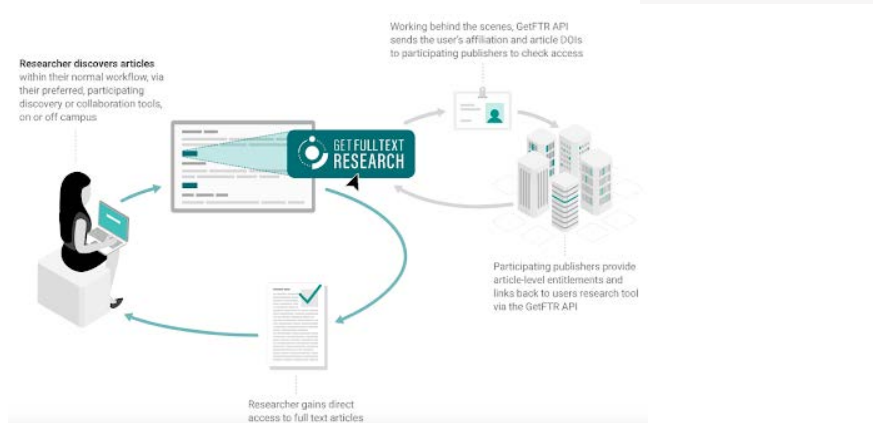 Working behind the scenes, GetFTR API
sends the user's affiliation and article DOIs
to participating publishers to check access
Researcher discovers articles
within their normal workflow, via
their preferred, participating
discovery or collaboration tools,
on or off campus
GET FULL TEXT
RESEARCH
Participating publishers provide
article-level entitlements and
links back to users research tool
via the GetFTR API
Researcher gains direct
access to full text articles